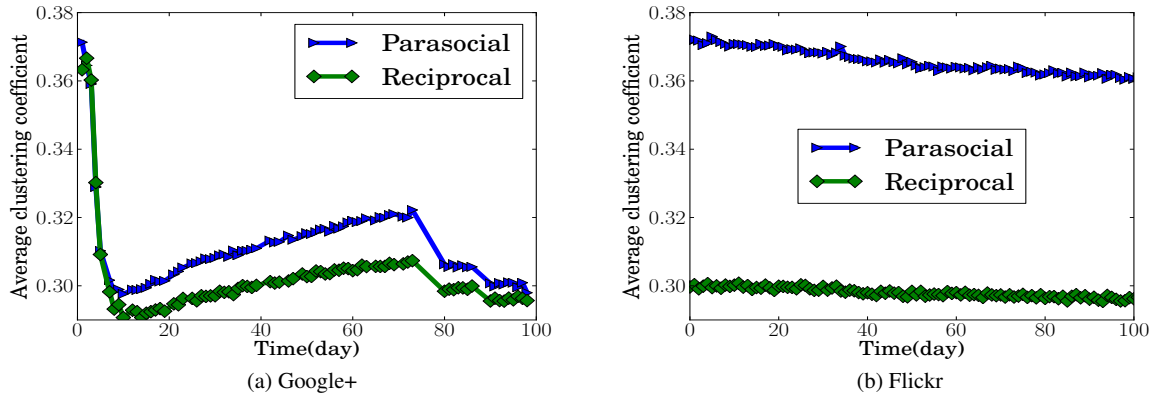 0.38
0.36
0.34
0.32
0.30
0
20
40
60
80
100
Average clustering coefficient
Time(day)
Parasocial
Reciprocal
(a) Google+
0.38
0.36
0.34
0.32
0.30
0
20
40
60
80
100
Average clustering coefficient
Time(day)
Parasocial
Reciprocal
(b) Flickr